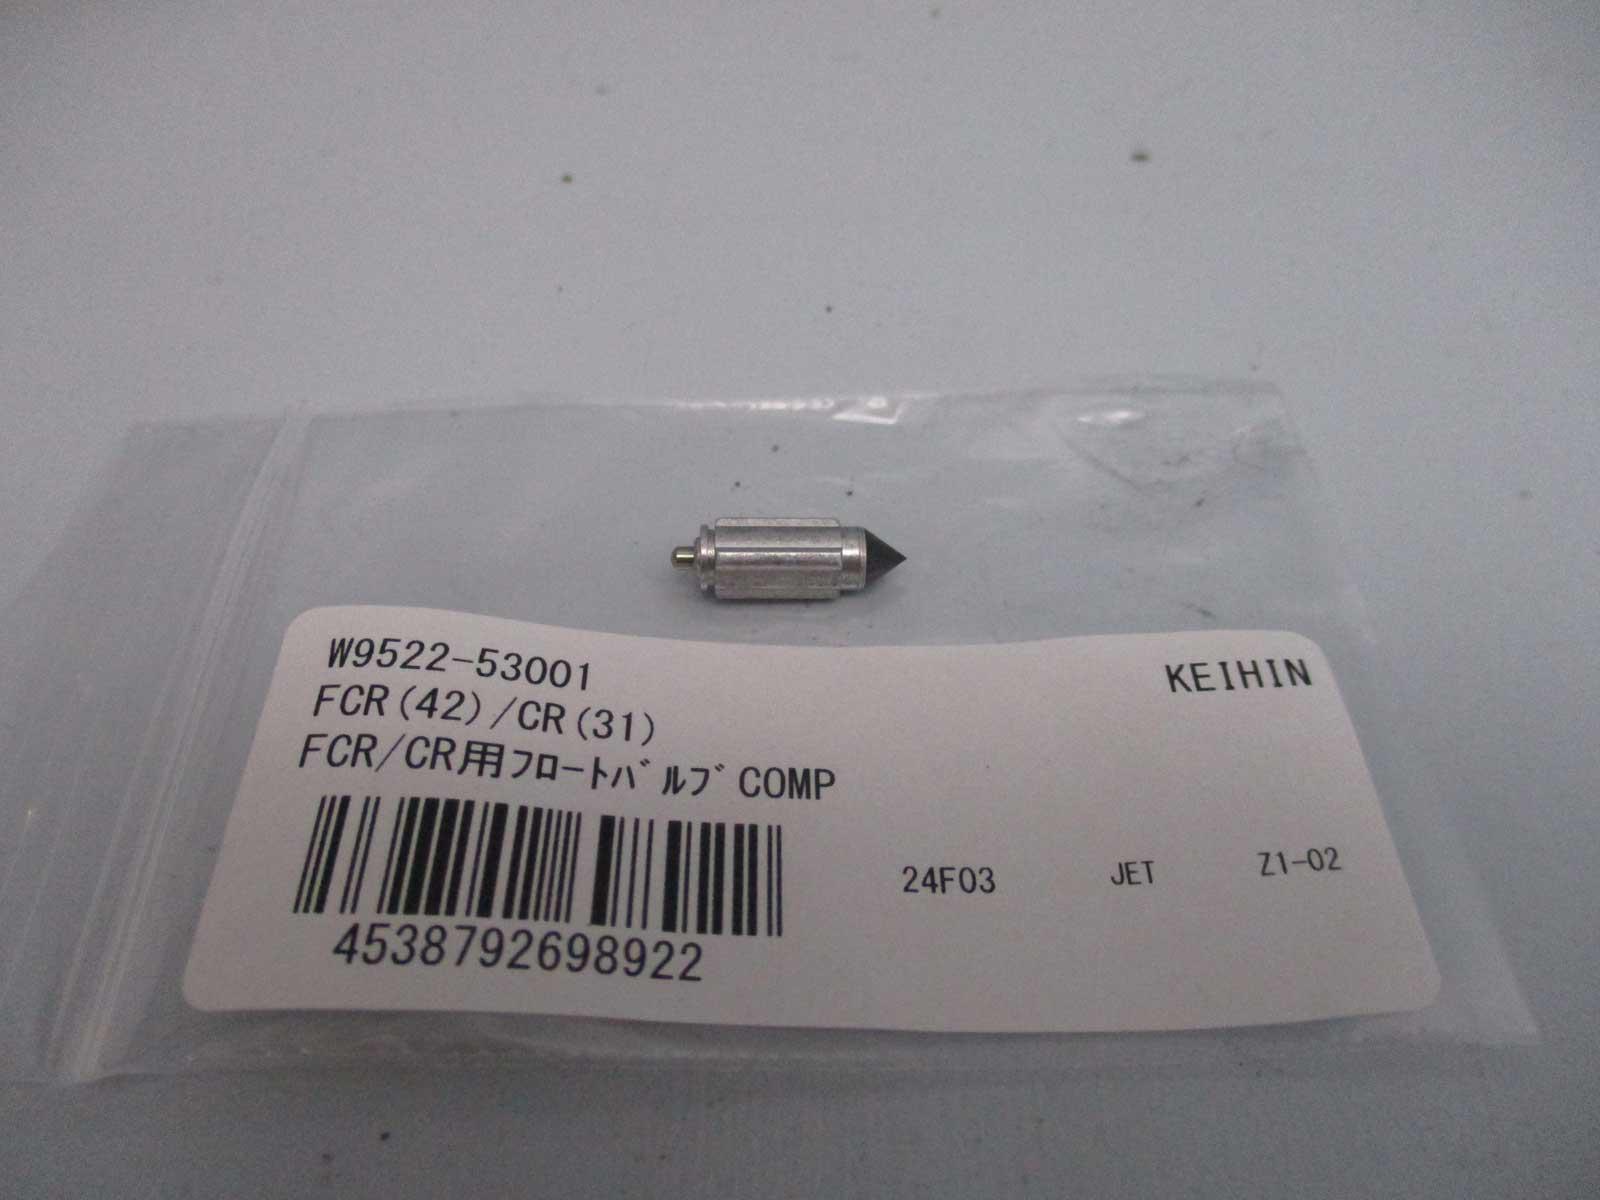 W9522-53001
KEIHIN
FCR(42)/CR(31)
FCR/CR用ﾌﾛｰﾄﾊﾞﾙﾌﾞCOMP
4538792698922
24F03 JET Z1-02